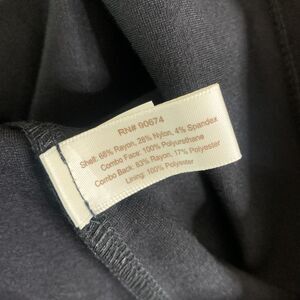 RN# 90674
Shell: 68% Rayon, 28% Nylon, 4% Spandex
Combo Face: 100% Polyurethane
Combo Back: 83% Rayon, 17% Polyester
Lining: 100% Polyester